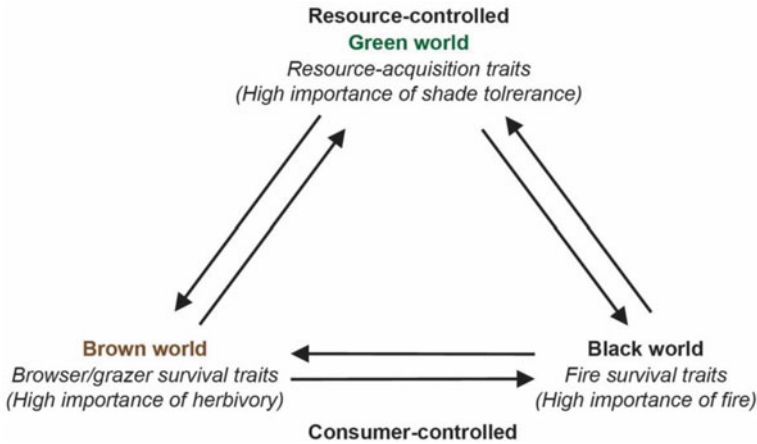 Resource-controlled
Green world
Resource-acquisition traits
(High importance of shade tolrerance)
Brown world
Browser/grazer survival traits
(High importance of herbivory)
Black world
Fire survival traits
(High importance of fire)
Consumer-controlled